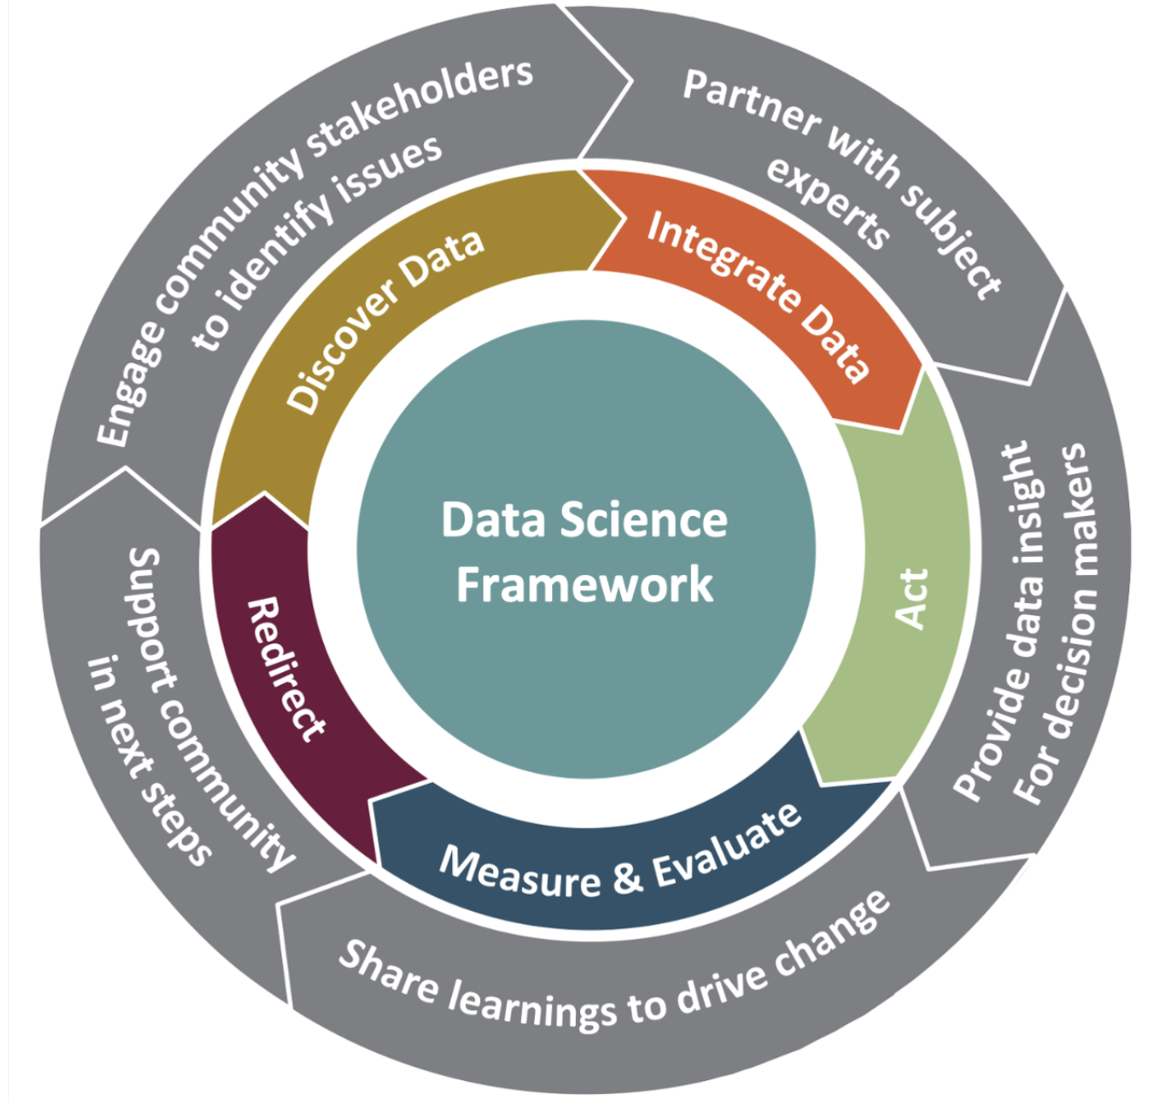 Data Science
Framework
Discover Data
Integrate Data
Act
Measure & Evaluate
Redirect
Engage community stakeholders
to identify issues
Partner with subject
experts
Provide data insight
For decision makers
Share learnings to drive change
Support community
in next steps